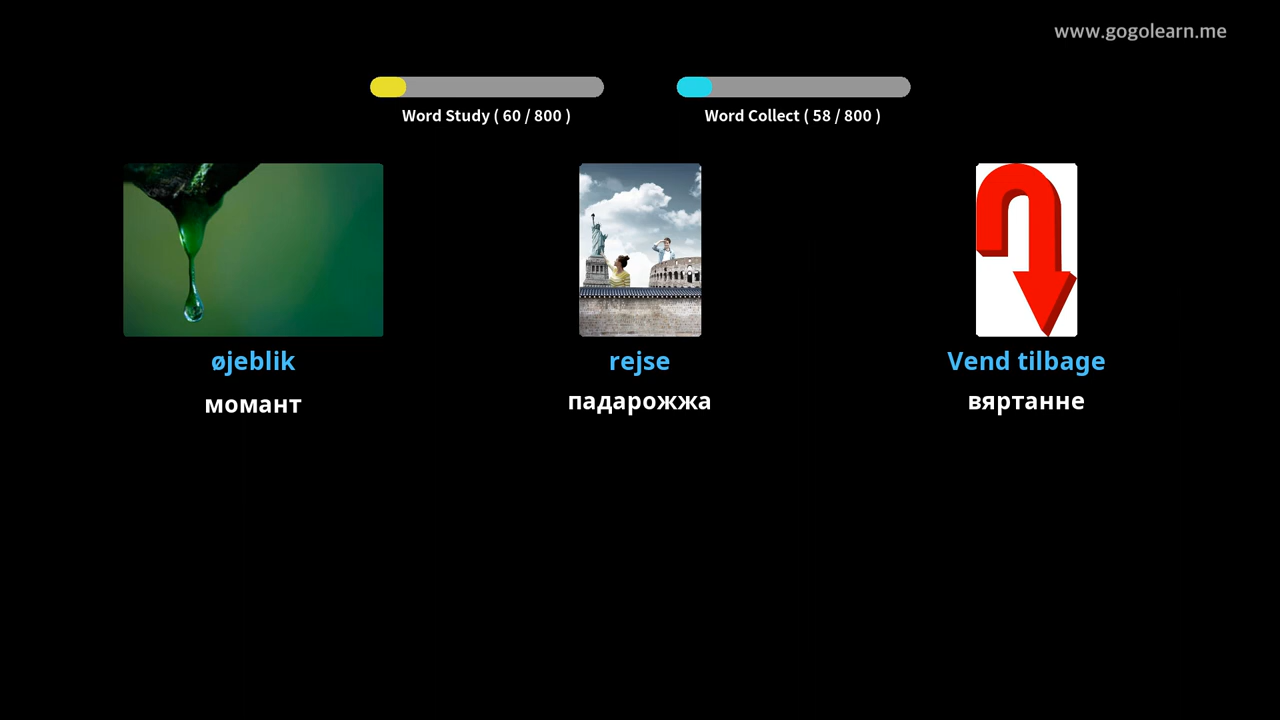 www.gogolearn.me
Word Study ( 60 / 800 )
Word Collect ( 58 / 800 )
øjeblik
момант
rejse
падарожжа
Vend tilbage
вяртанне